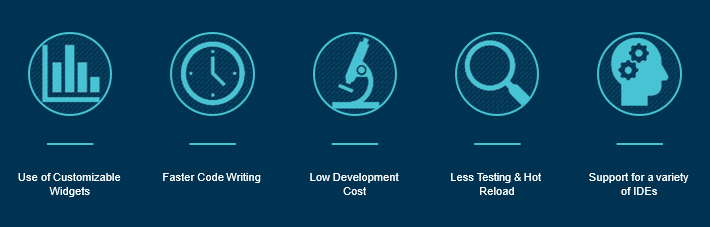 Use of Customizable
Widgets
Faster Code Writing
Low Development
Cost
Less Testing & Hot
Reload
Support for a variety
of IDEs